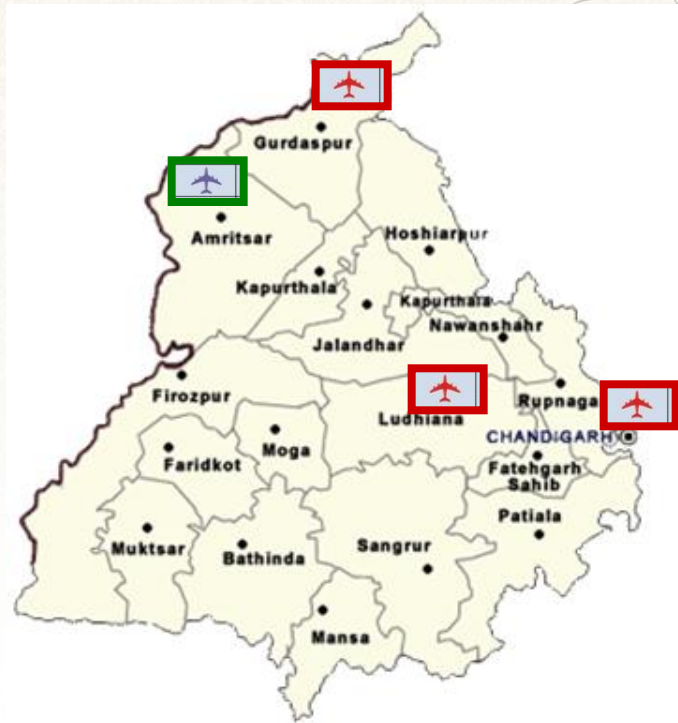 Gurdaspur
Amritsar
Hoshiarpur
Kapurthala
Kapurthala
Nawanshahr
Jalandhar
Firozpur
Rupnaga
Ludhiana
CHANDIGARH
Moga
Faridkot
Fatehgarh
Sahib
Patiala
Muktsar
Bathinda
Sangrur
Mansa